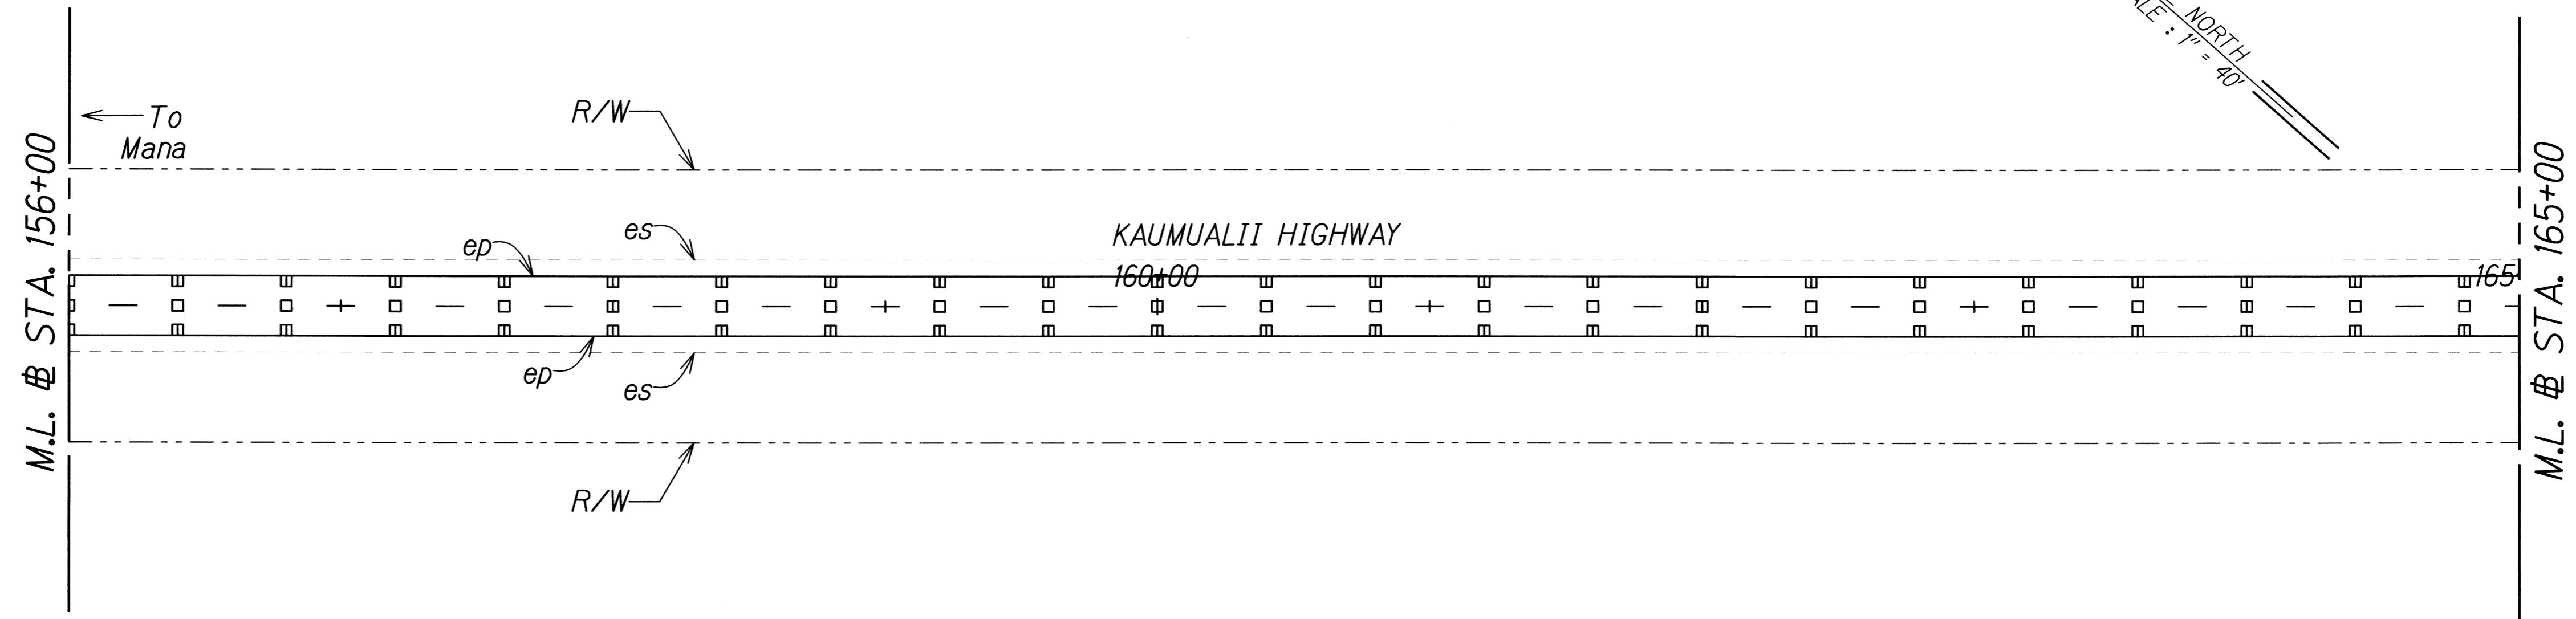 NORTH
: 1" = 40'
To
Mana
R/W
M.L. ⅊ STA. 156+00
M.L. ⅊ STA. 165+00
es
KAUMUALII HIGHWAY
ep
160+00
165
ep
es
R/W